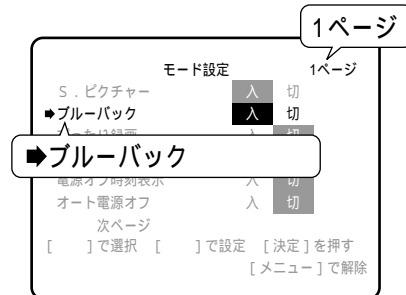 1ページ
モード設定 1ページ
S．ピクチャー 入 切
➡ブルーバック 入 切
➡ブルーバック
電源オフ時刻表示 入 切
オート電源オフ 入 切
次ページ
[ ]で選択 [ ]で設定 [決定]を押す
[メニュー]で解除